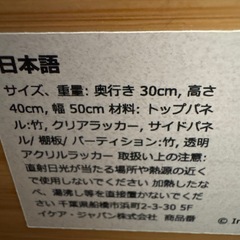 日本語
サイズ、重量: 奥行き 30cm, 高さ
40cm, 幅 50cm 材料: トップパネ
ル:竹, クリアラッカー, サイドパネ
ル/ 棚板/ パーティション:竹, 透明
アクリルラッカー 取扱い上の注意:
直射日光が当たる場所や熱源の近く
で使用しないでください 加熱したなべ
、湯沸し等を直接置かないでくださ
い 千葉県船橋市浜町2-3-30 5F
イケア・ジャパン株式会社 商品番
© In